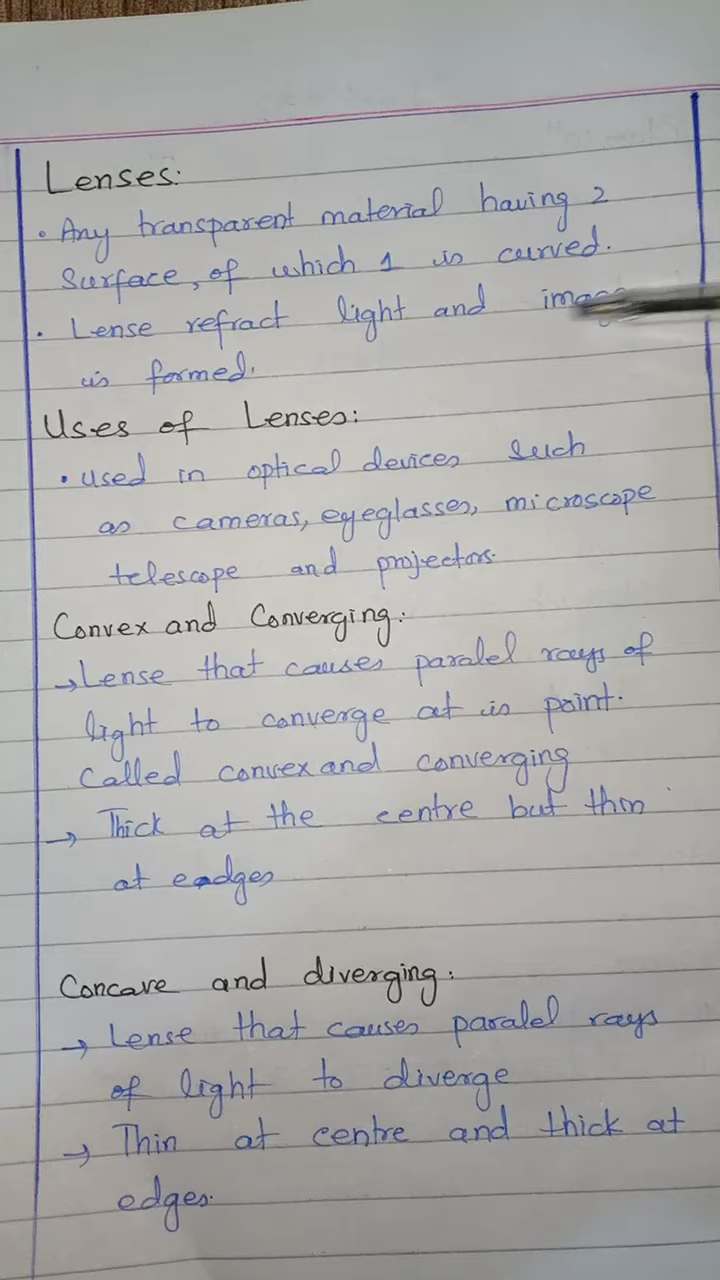 Lenses:
• Any transparent material having 2
Surface, of which 1 is curved.
• Lense refract light and image
is formed.
Uses of Lenses:
• used in optical devices such
as cameras, eyeglasses, microscope
telescope and projectors.
Convex and Converging:
→ Lense that causes paralel rays of
light to converge at is point.
Called convex and converging
→ Thick at the centre but thin
at eadges
Concave and diverging:
→ Lense that causes paralel rays
of light to diverge
→ Thin at centre and thick at
edges.